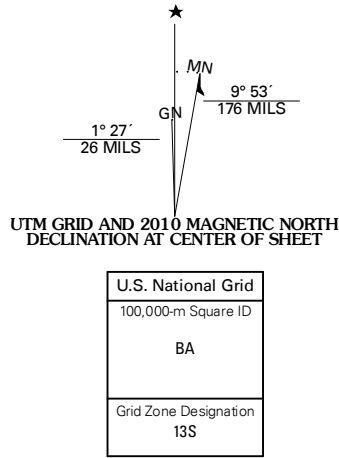 ★
MN
GN
9° 53´
176 MILS
1° 27´
26 MILS
UTM GRID AND 2010 MAGNETIC NORTH
DECLINATION AT CENTER OF SHEET
U.S. National Grid
100,000-m Square ID
BA
Grid Zone Designation
13S